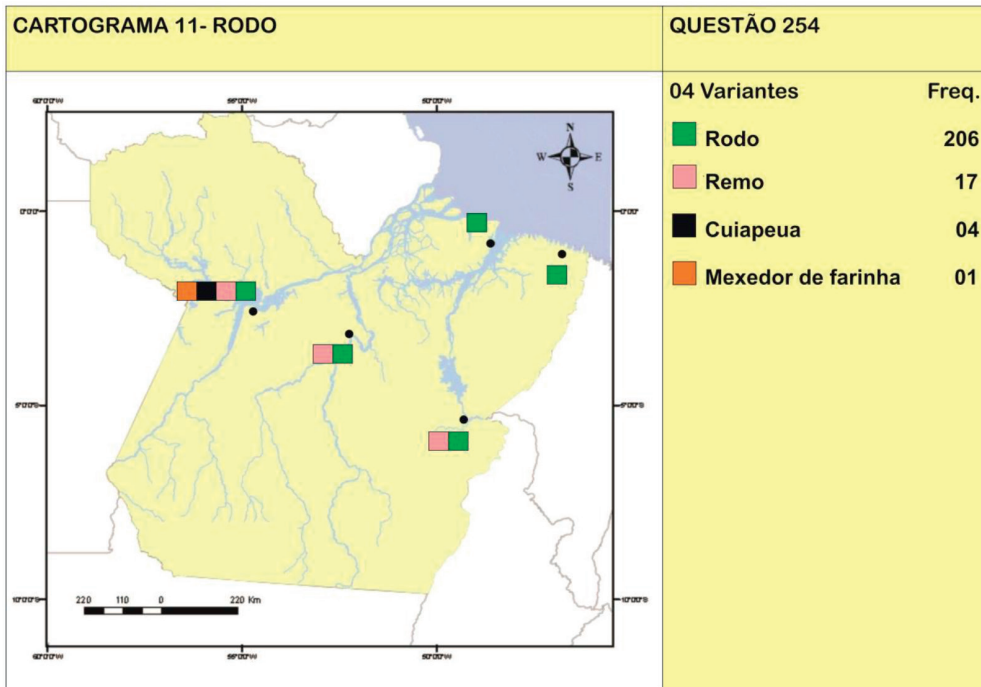 CARTOGRAMA 11- RODO
QUESTÃO 254
04 Variantes Freq.
Rodo 206
Remo 17
Cuiapeua 04
Mexedor de farinha 01
N
W E
S
220 110 0 220 Km